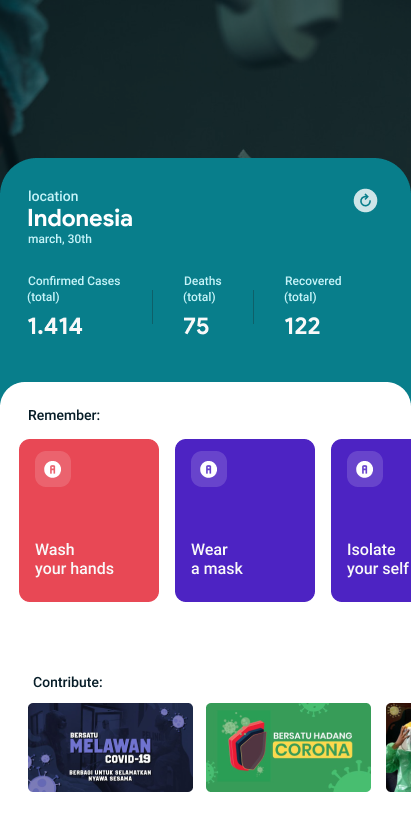 location
Indonesia
march, 30th
Confirmed Cases
(total)
1.414
Deaths
(total)
75
Recovered
(total)
122
Remember:
A
Wash
your hands
A
Wear
a mask
A
Isolate
your self
Contribute:
BERSATU
MELAWAN
COVID-19
BERBAGI UNTUK SELAMATKAN
NYAWA SESAMA
BERSATU HADANG
CORONA